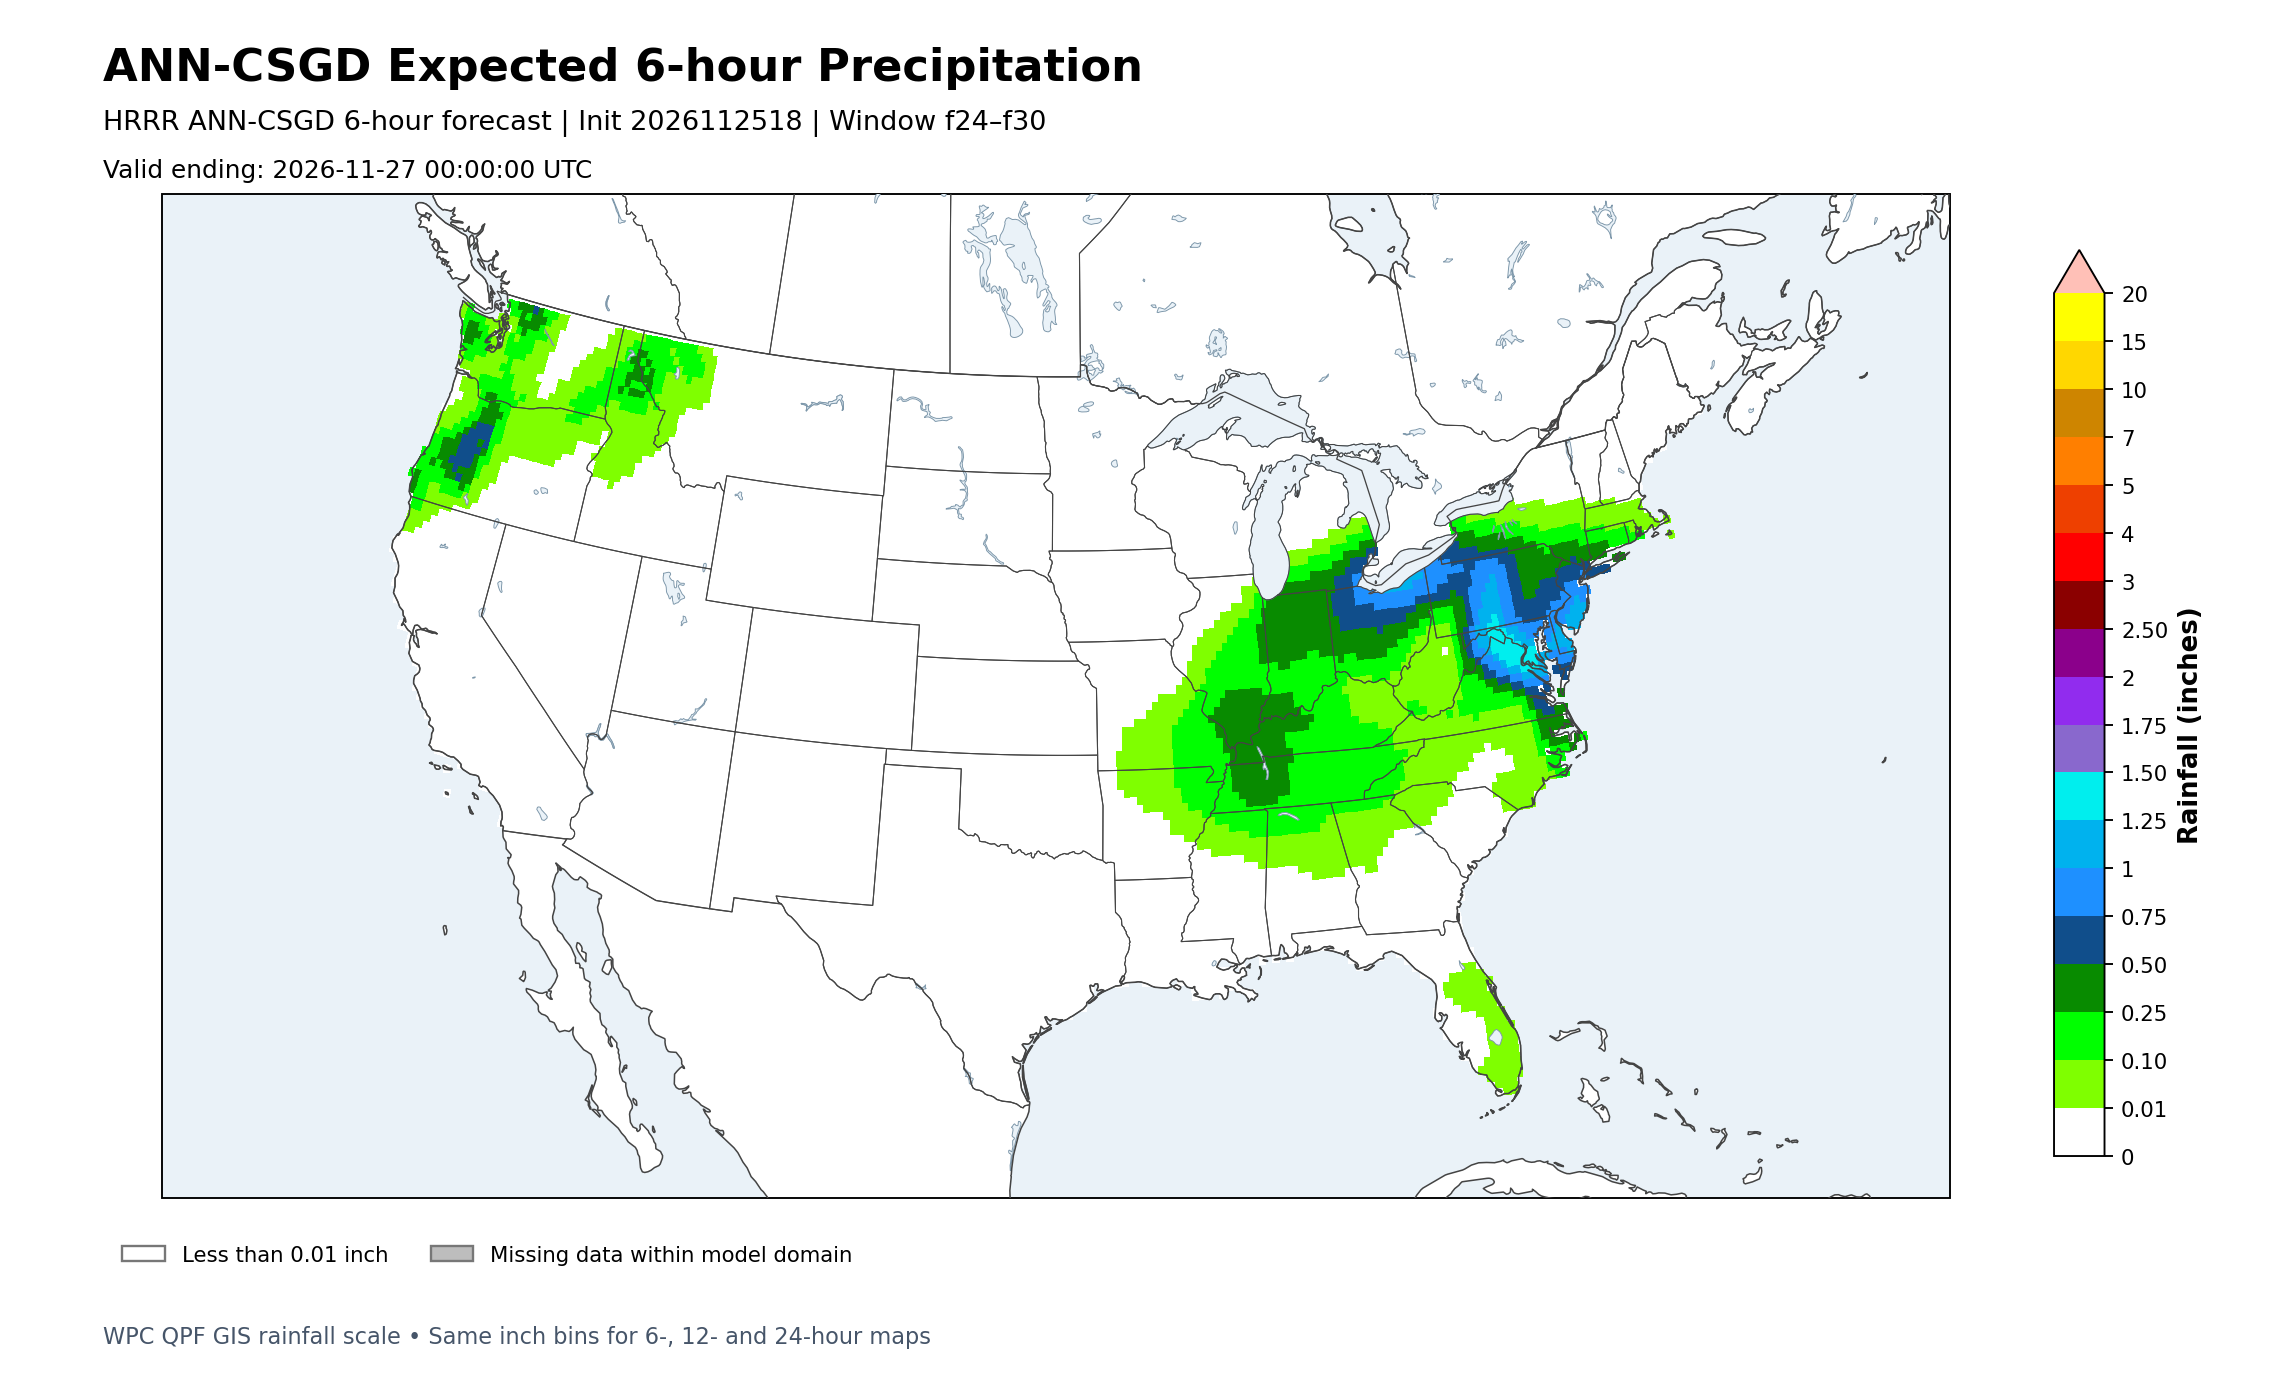 ANN-CSGD Expected 6-hour Precipitation
HRRR ANN-CSGD 6-hour forecast | Init 2026112518 | Window f24–f30
Valid ending: 2026-11-27 00:00:00 UTC
20
15
10
7
5
4
3
2.50
2
1.75
1.50
1.25
1
0.75
0.50
0.25
0.10
0.01
0
Rainfall (inches)
Less than 0.01 inch
Missing data within model domain
WPC QPF GIS rainfall scale • Same inch bins for 6-, 12- and 24-hour maps